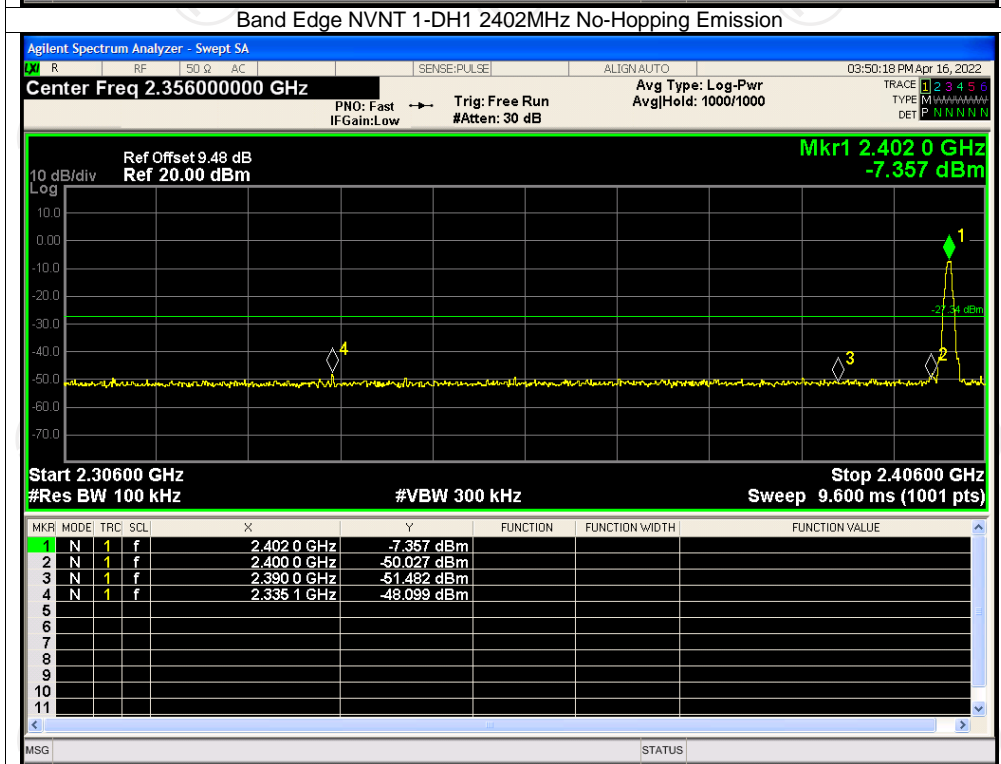 Band Edge NVNT 1-DH1 2402MHz No-Hopping Emission
Agilent Spectrum Analyzer - Swept SA
LXI R RF 50 Ω AC SENSE:PULSE ALIGNAUTO 03:50:18 PM Apr 16, 2022
Center Freq 2.356000000 GHz
PNO: Fast
IFGain:Low
Trig: Free Run
#Atten: 30 dB
Avg Type: Log-Pwr
Avg|Hold: 1000/1000
TRACE 1 2 3 4 5 6
TYPE M
DET P N N N N N
Mkr1 2.402 0 GHz
-7.357 dBm
Ref Offset 9.48 dB
10 dB/div Ref 20.00 dBm
Log
10.0
0.00
-10.0
-20.0
-30.0
-40.0
-50.0
-60.0
-70.0
1
-27.34 dBm
4
3
2
Start 2.30600 GHz Stop 2.40600 GHz
#Res BW 100 kHz #VBW 300 kHz Sweep 9.600 ms (1001 pts)
MKR MODE TRC SCL X Y FUNCTION FUNCTION WIDTH FUNCTION VALUE
1 N 1 f 2.402 0 GHz -7.357 dBm
2 N 1 f 2.400 0 GHz -50.027 dBm
3 N 1 f 2.390 0 GHz -51.482 dBm
4 N 1 f 2.335 1 GHz -48.099 dBm
5
6
7
8
9
10
11
MSG STATUS